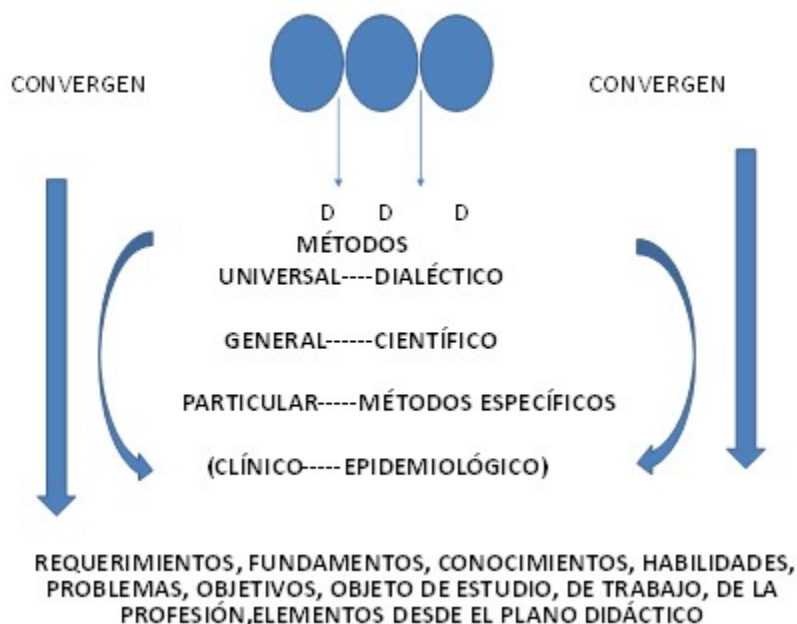 CONVERGEN
CONVERGEN
D D D
MÉTODOS
UNIVERSAL----DIALÉCTICO
GENERAL------CIENTÍFICO
PARTICULAR-----MÉTODOS ESPECÍFICOS
(CLÍNICO-----EPIDEMIOLÓGICO)
REQUERIMIENTOS, FUNDAMENTOS, CONOCIMIENTOS, HABILIDADES,
PROBLEMAS, OBJETIVOS, OBJETO DE ESTUDIO, DE TRABAJO, DE LA
PROFESIÓN,ELEMENTOS DESDE EL PLANO DIDÁCTICO